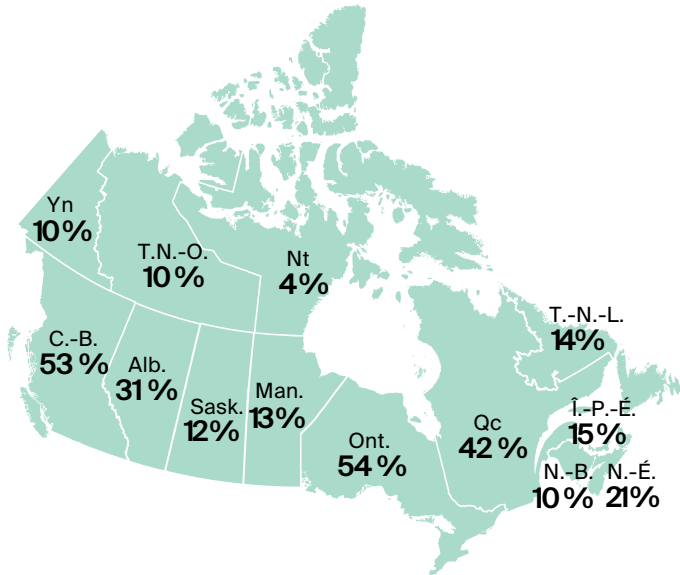 Yn
10 %
T.N.-O.
10 %
Nt
4 %
T.-N.-L.
14%
C.-B.
53 %
Alb.
31 %
Sask.
12%
Man.
13%
Ont.
54 %
Qc
42 %
Î.-P.-É.
15%
N.-B.
10 %
N.-É.
21%